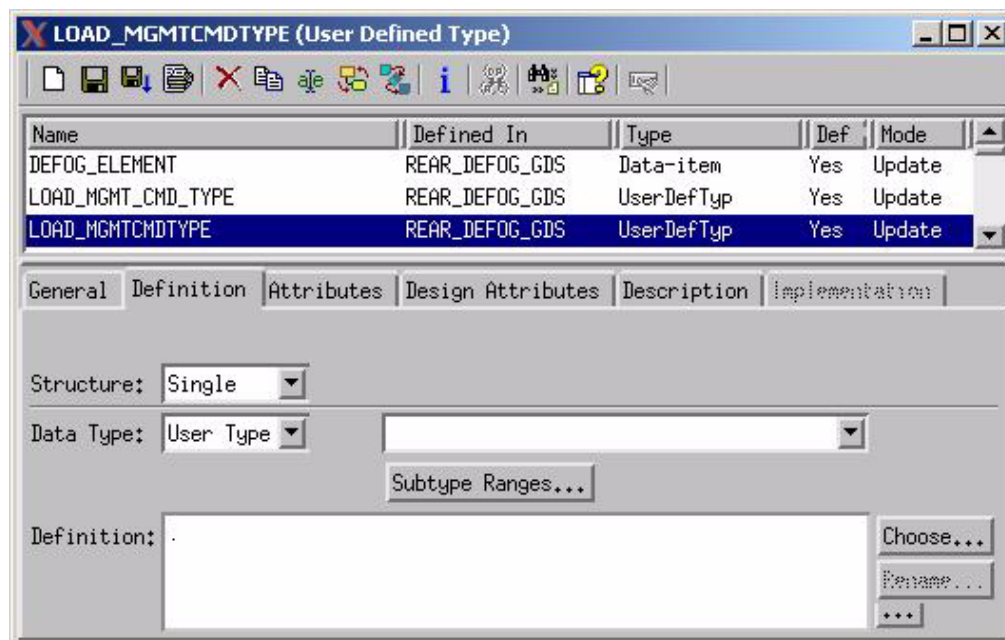 LOAD_MGMTCMDTYPE (User Defined Type)
Name Defined In Type Def Mode
DEFOG_ELEMENT REAR_DEFOG_GDS Data-item Yes Update
LOAD_MGMT_CMD_TYPE REAR_DEFOG_GDS UserDefTyp Yes Update
LOAD_MGMTCMDTYPE REAR_DEFOG_GDS UserDefTyp Yes Update
General Definition Attributes Design Attributes Description Implementation
Structure: Single
Data Type: User Type
Subtype Ranges...
Definition: .
Choose...
Rename...
...